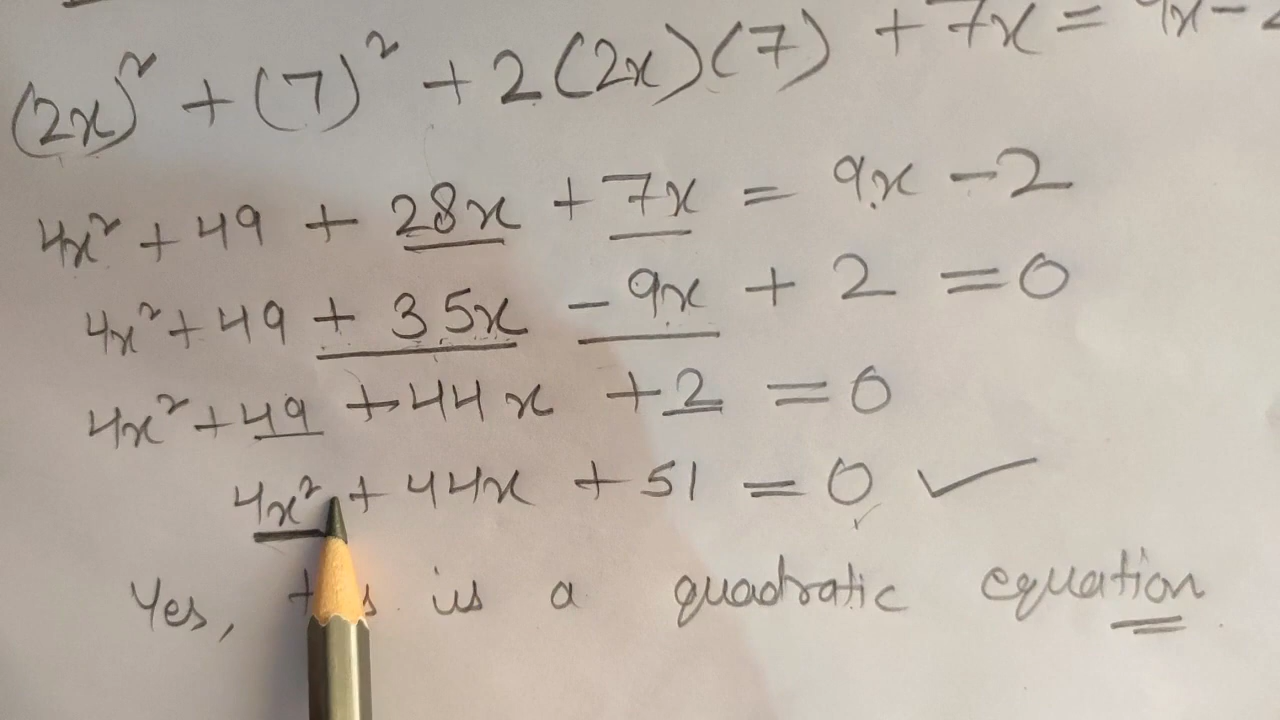 (2x)² + (7)² + 2(2x)(7) + 7x = 9x -
4x² + 49 + 28x + 7x = 9x - 2
4x² + 49 + 35x - 9x + 2 = 0
4x² + 49 + 44x + 2 = 0
4x² + 44x + 51 = 0 ✓
Yes, is a quadratic equation